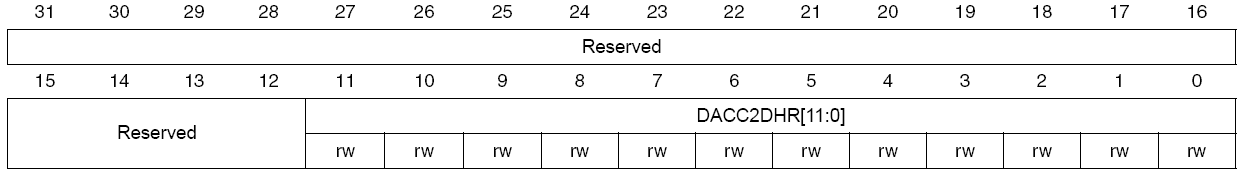 31 30 29 28 27 26 25 24 23 22 21 20 19 18 17 16
Reserved
15 14 13 12 11 10 9 8 7 6 5 4 3 2 1 0
Reserved DACC2DHR[11:0]
rw rw rw rw rw rw rw rw rw rw rw rw